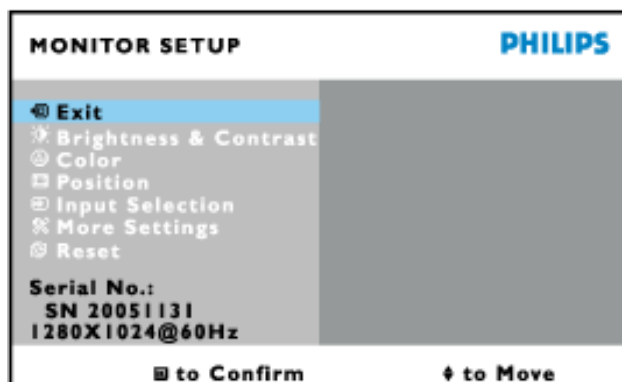 MONITOR SETUP
PHILIPS
Exit
Brightness & Contrast
Color
Position
Input Selection
More Settings
Reset
Serial No.:
SN 20051131
1280X1024@60Hz
to Confirm
to Move